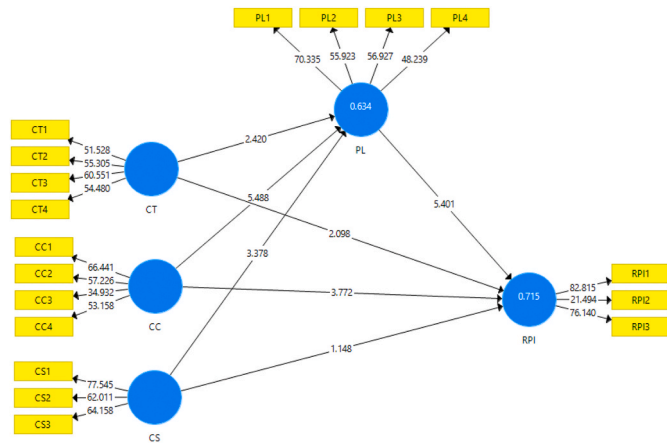 PL1 PL2 PL3 PL4
70.335 55.923 56.927 48.239
0.634
PL
CT1
CT2
CT3
CT4
51.528
55.305
60.551
54.480
CT
2.420
5.488
3.378
5.401
2.098
3.772
1.148
CC1
CC2
CC3
CC4
66.441
57.226
34.932
53.158
CC
CS1
CS2
CS3
77.545
62.011
64.158
CS
0.715
RPI
82.815
21.494
76.140
RPI1
RPI2
RPI3